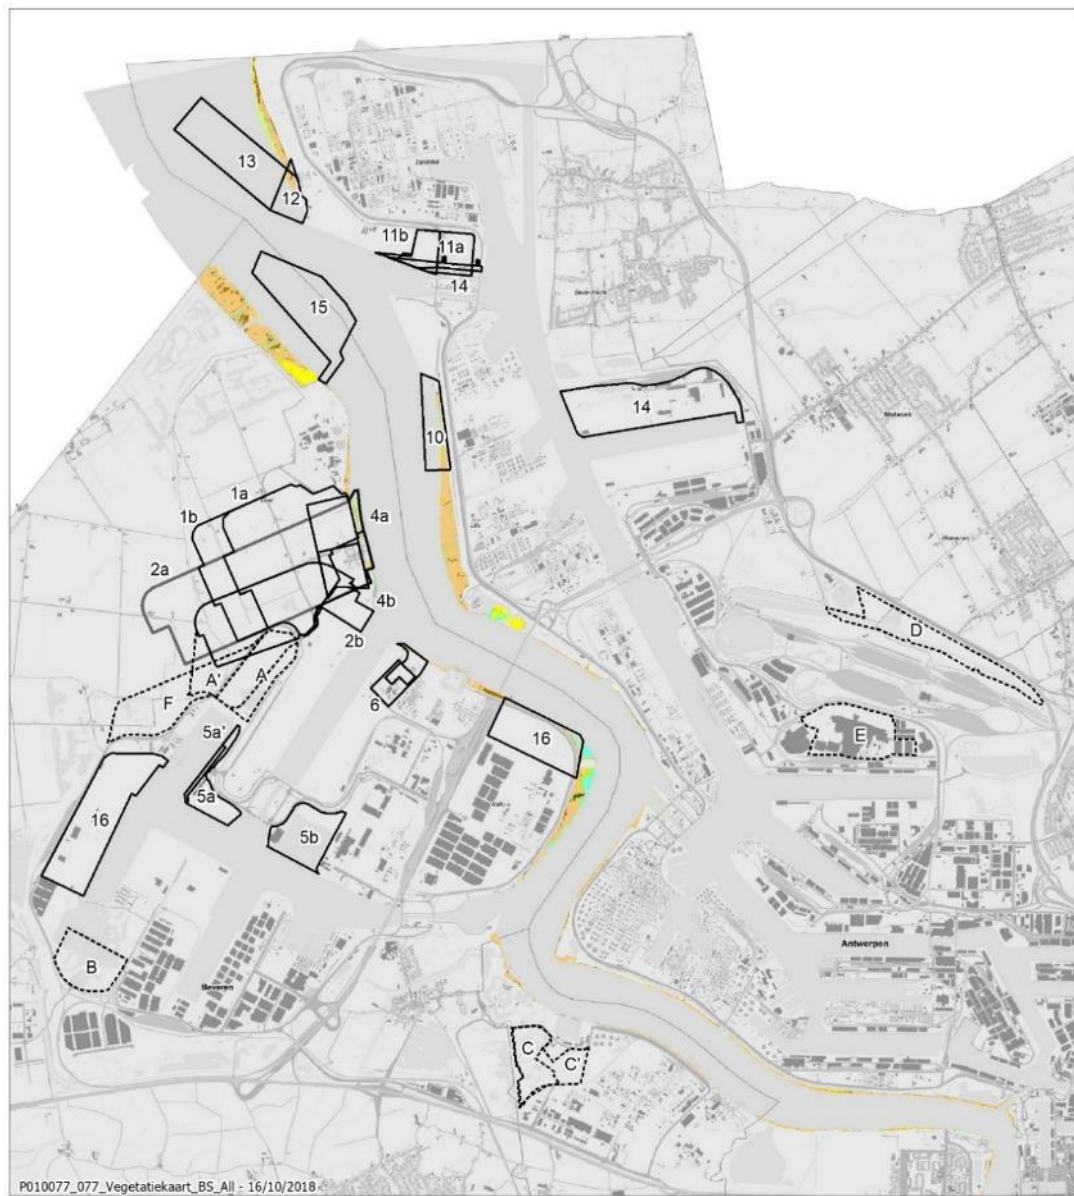 Zandvliet
13
12
11b
11a
14
15
14
10
1a
1b
4a
2a
4b
2b
D
A'
A'
F
6
5a'
16
E
16
5a
5b
Antwerpen
B
Beveren
C
C'
P010077_077_Vegetatiekaart_BS_All - 16/10/2018